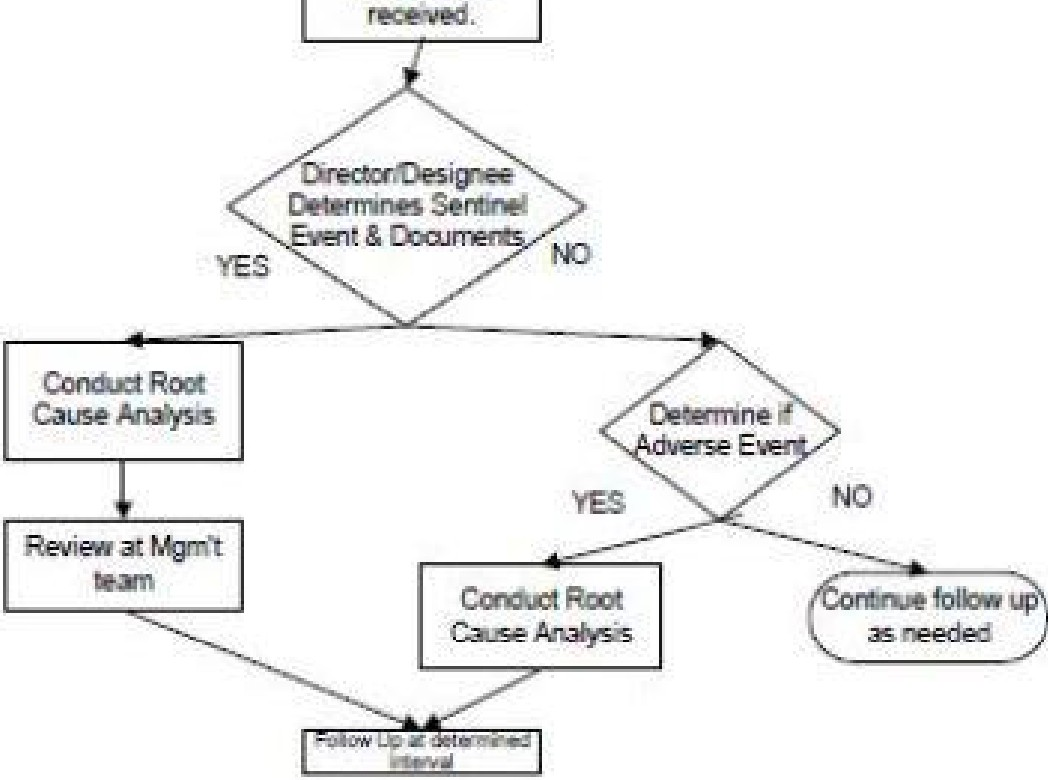 received.
Director/Designee
Determines Sentinel
Event & Documents
YES
NO
Conduct Root
Cause Analysis
Determine if
Adverse Event
YES
NO
Review at Mgm't
team
Conduct Root
Cause Analysis
Continue follow up
as needed
Follow Up at determined
interval